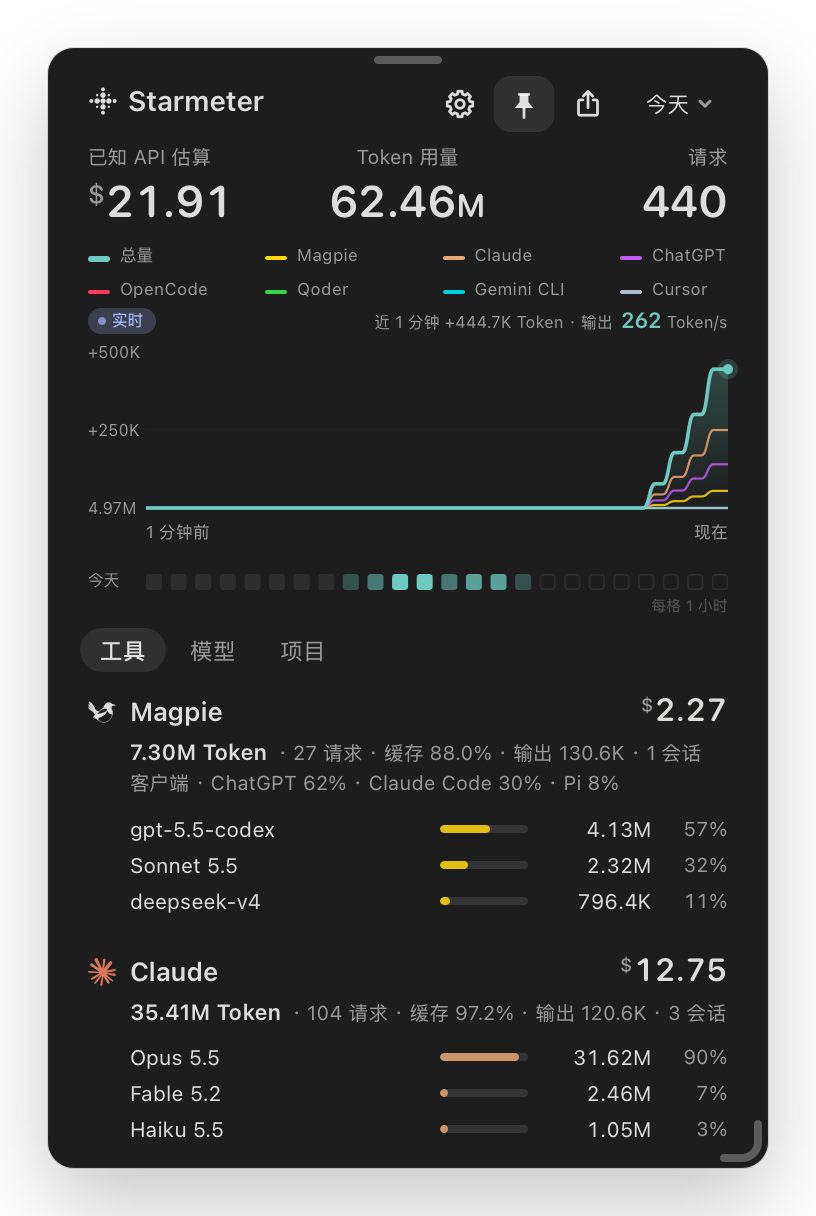 Starmeter
今天
已知 API 估算 Token 用量 请求
$21.91 62.46M 440
总量 Magpie Claude ChatGPT
OpenCode Qoder Gemini CLI Cursor
实时 近 1 分钟 +444.7K Token · 输出 262 Token/s
+500K
+250K
4.97M
1 分钟前 现在
今天
每格 1 小时
工具 模型 项目
Magpie $2.27
7.30M Token · 27 请求 · 缓存 88.0% · 输出 130.6K · 1 会话
客户端 · ChatGPT 62% · Claude Code 30% · Pi 8%
gpt-5.5-codex 4.13M 57%
Sonnet 5.5 2.32M 32%
deepseek-v4 796.4K 11%
Claude $12.75
35.41M Token · 104 请求 · 缓存 97.2% · 输出 120.6K · 3 会话
Opus 5.5 31.62M 90%
Fable 5.2 2.46M 7%
Haiku 5.5 1.05M 3%